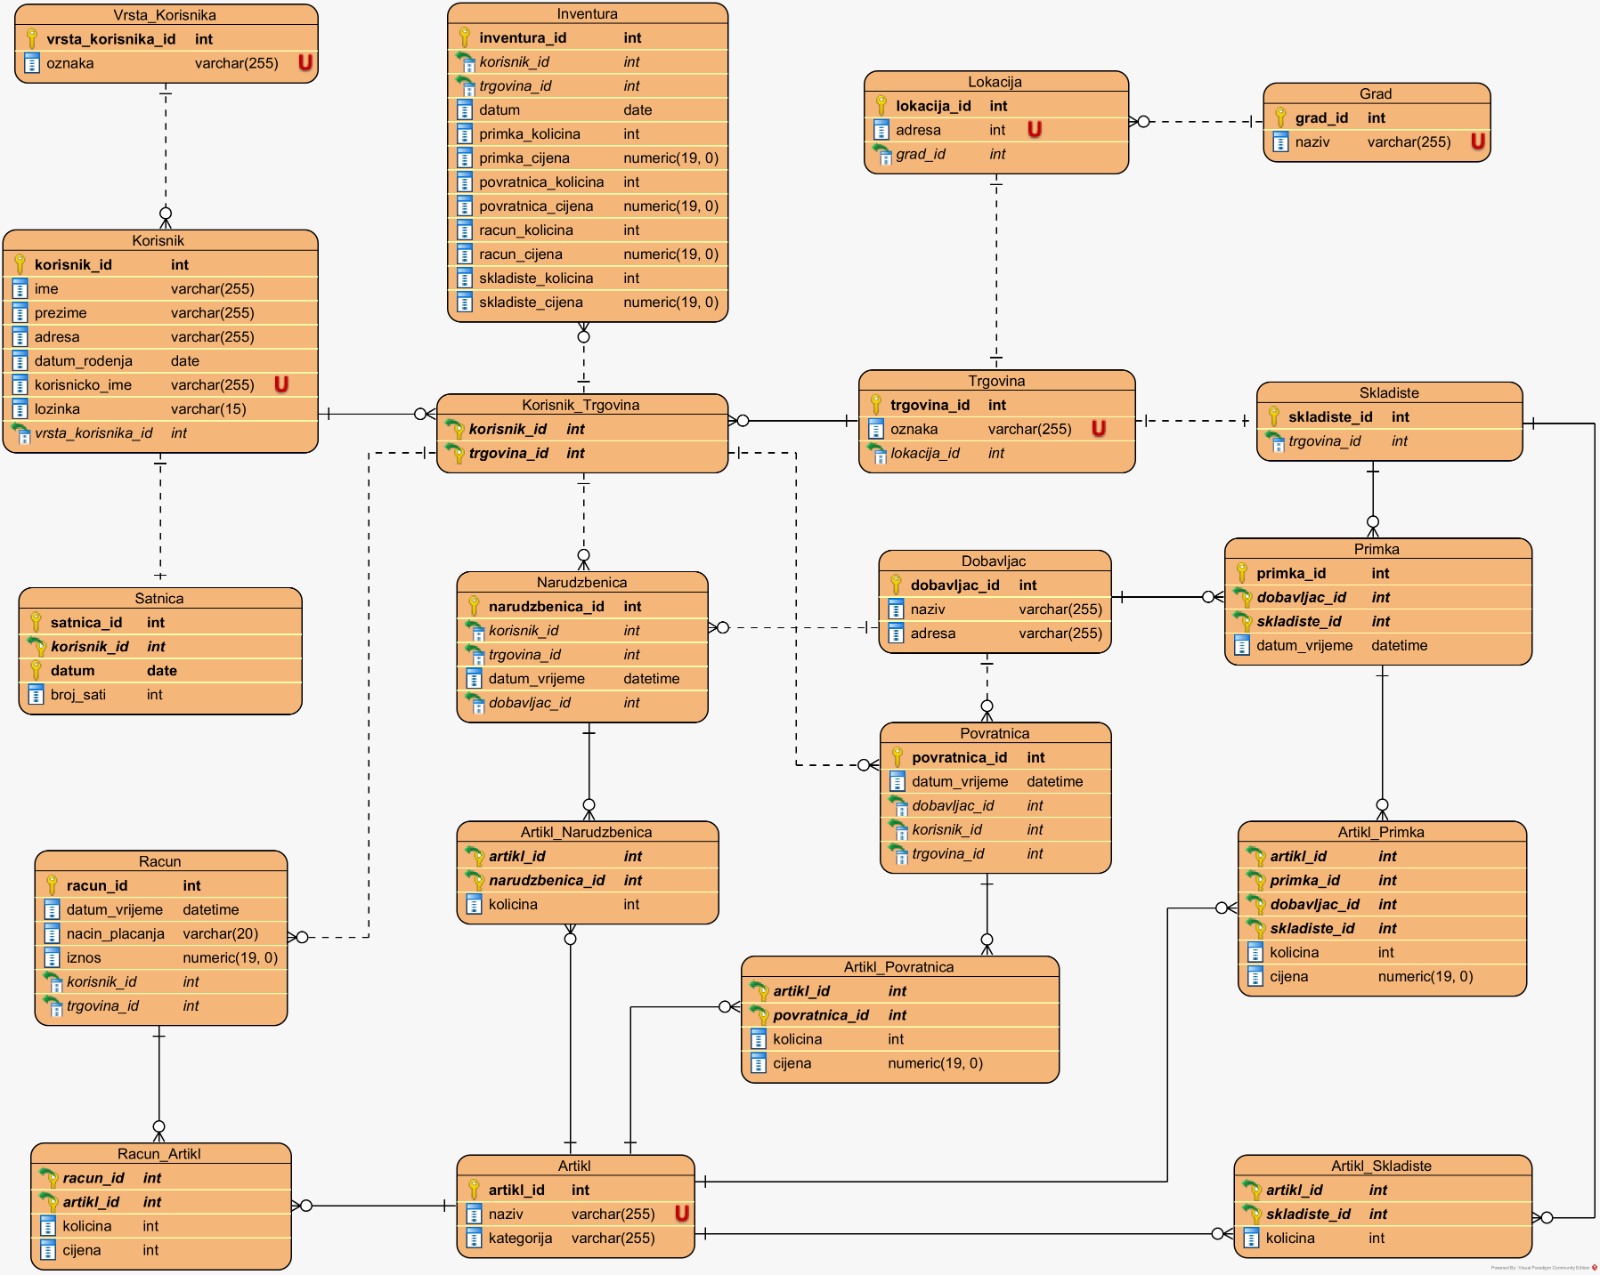 Vrsta_Korisnika
vrsta_korisnika_id int
oznaka varchar(255) U
Inventura
inventura_id int
korisnik_id int
trgovina_id int
datum date
primka_kolicina int
primka_cijena numeric(19, 0)
povratnica_kolicina int
povratnica_cijena numeric(19, 0)
racun_kolicina int
racun_cijena numeric(19, 0)
skladiste_kolicina int
skladiste_cijena numeric(19, 0)
Lokacija
lokacija_id int
adresa int U
grad_id int
Grad
grad_id int
naziv varchar(255) U
Korisnik
korisnik_id int
ime varchar(255)
prezime varchar(255)
adresa varchar(255)
datum_rodenja date
korisnicko_ime varchar(255) U
lozinka varchar(15)
vrsta_korisnika_id int
Korisnik_Trgovina
korisnik_id int
trgovina_id int
Trgovina
trgovina_id int
oznaka varchar(255) U
lokacija_id int
Skladiste
skladiste_id int
trgovina_id int
Satnica
satnica_id int
korisnik_id int
datum date
broj_sati int
Narudzbenica
narudzbenica_id int
korisnik_id int
trgovina_id int
datum_vrijeme datetime
dobavljac_id int
Dobavljac
dobavljac_id int
naziv varchar(255)
adresa varchar(255)
Primka
primka_id int
dobavljac_id int
skladiste_id int
datum_vrijeme datetime
Povratnica
povratnica_id int
datum_vrijeme datetime
dobavljac_id int
korisnik_id int
trgovina_id int
Racun
racun_id int
datum_vrijeme datetime
nacin_placanja varchar(20)
iznos numeric(19, 0)
korisnik_id int
trgovina_id int
Artikl_Narudzbenica
artikl_id int
narudzbenica_id int
kolicina int
Artikl_Primka
artikl_id int
primka_id int
dobavljac_id int
skladiste_id int
kolicina int
cijena numeric(19, 0)
Artikl_Povratnica
artikl_id int
povratnica_id int
kolicina int
cijena numeric(19, 0)
Racun_Artikl
racun_id int
artikl_id int
kolicina int
cijena int
Artikl
artikl_id int
naziv varchar(255) U
kategorija varchar(255)
Artikl_Skladiste
artikl_id int
skladiste_id int
kolicina int
Powered By: Visual Paradigm Community Edition